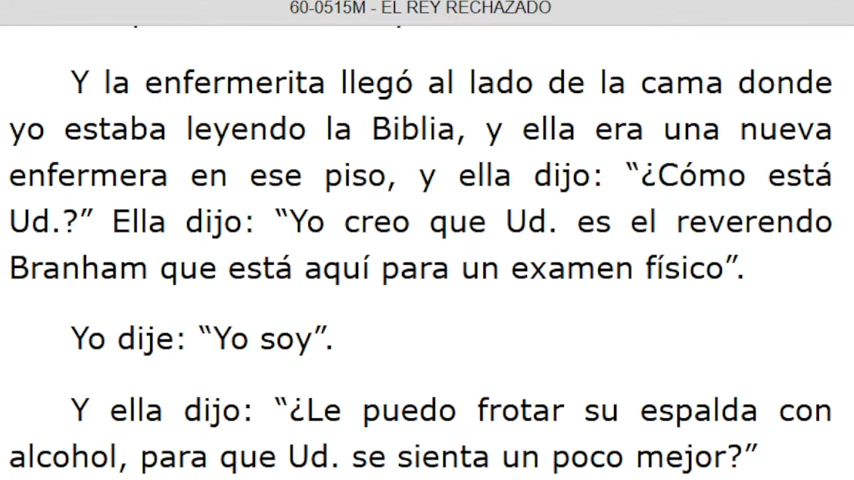 60-0515M - EL REY RECHAZADO
Y la enfermerita llegó al lado de la cama donde
yo estaba leyendo la Biblia, y ella era una nueva
enfermera en ese piso, y ella dijo: “¿Cómo está
Ud.?” Ella dijo: “Yo creo que Ud. es el reverendo
Branham que está aquí para un examen físico”.
Yo dije: “Yo soy”.
Y ella dijo: “¿Le puedo frotar su espalda con
alcohol, para que Ud. se sienta un poco mejor?”